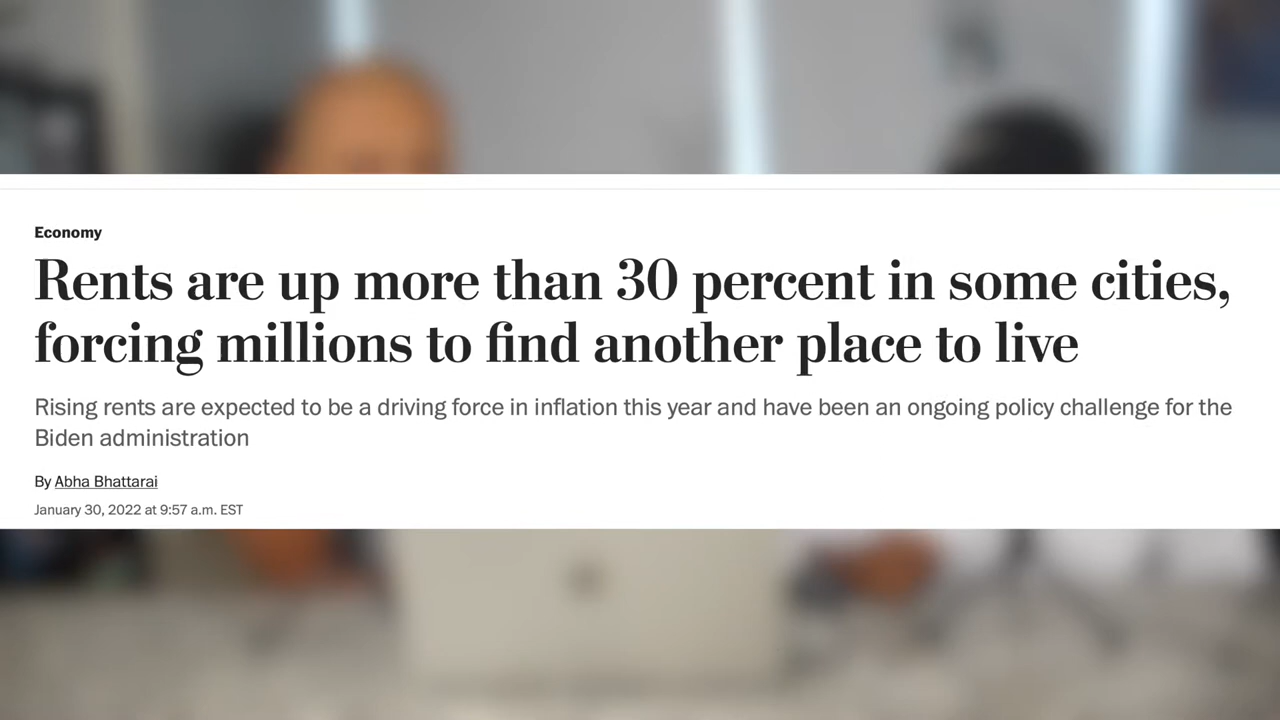 Economy
Rents are up more than 30 percent in some cities,
forcing millions to find another place to live
Rising rents are expected to be a driving force in inflation this year and have been an ongoing policy challenge for the
Biden administration
By Abha Bhattarai
January 30, 2022 at 9:57 a.m. EST